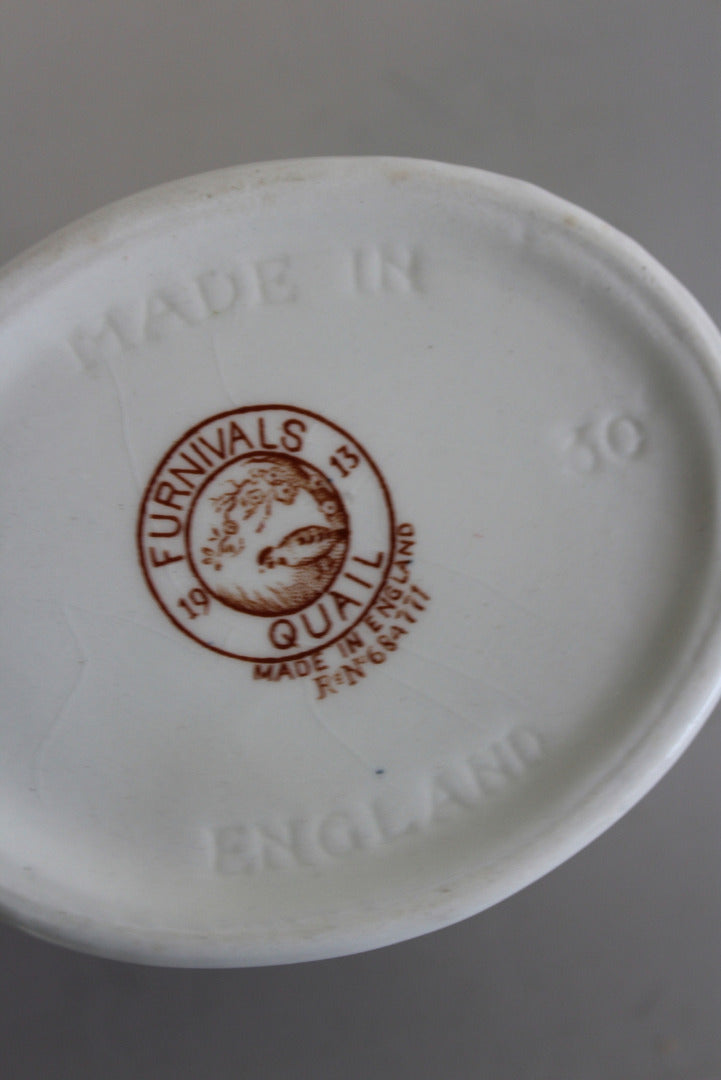 MADE IN
30
FURNIVALS
19 13
QUAIL
MADE IN ENGLAND
Rd No 684771
ENGLAND